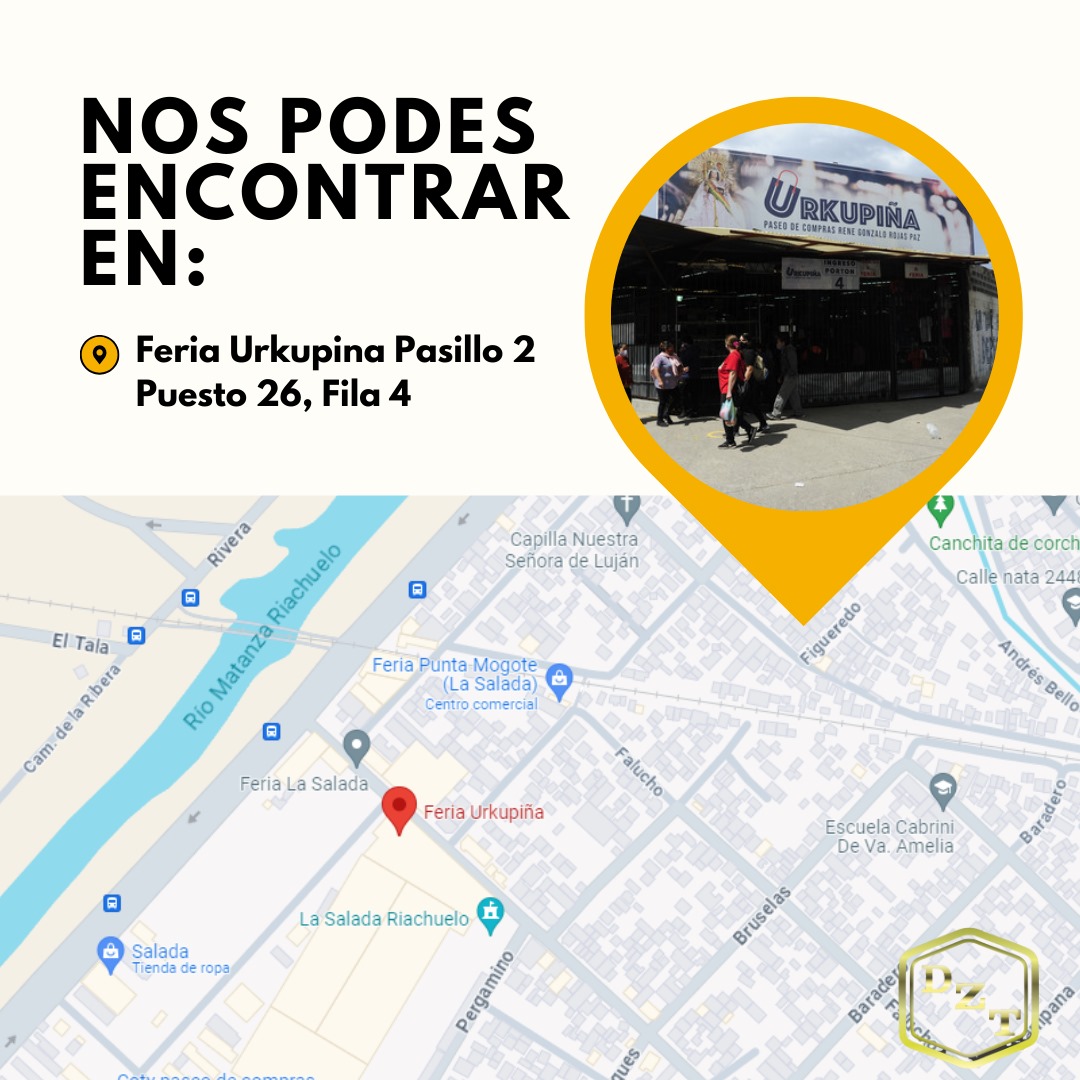 NOS PODES
ENCONTRAR
EN:
Feria Urkupina Pasillo 2
Puesto 26, Fila 4
URKUPIÑA
PASEO DE COMPRAS RENE GONZALO ROJAS PAZ
INGRESO
PORTON
4
Rivera
Río Matanza Riachuelo
El Tala
Cam. de la Ribera
Capilla Nuestra
Señora de Luján
Canchita de corch
Calle nata 2448
Figueredo
Andrés Bello
Feria Punta Mogote
(La Salada)
Centro comercial
Falucho
Feria La Salada
Feria Urkupiña
Escuela Cabrini
De Va. Amelia
Baradero
La Salada Riachuelo
Bruselas
Salada
Tienda de ropa
Pergamino
DZT
Coty paseo de compras